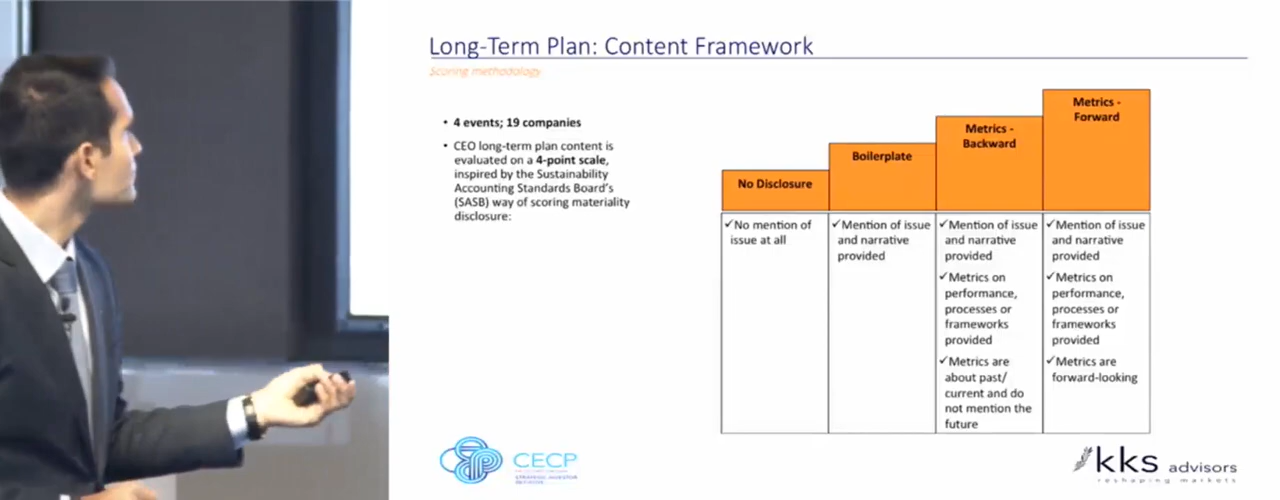 Long-Term Plan: Content Framework
Scoring methodology
• 4 events; 19 companies
• CEO long-term plan content is
evaluated on a 4-point scale,
inspired by the Sustainability
Accounting Standards Board's
(SASB) way of scoring materiality
disclosure:
No Disclosure
✓No mention of
issue at all
Boilerplate
✓Mention of issue
and narrative
provided
Metrics -
Backward
✓Mention of issue
and narrative
provided
✓Metrics on
performance,
processes or
frameworks
provided
✓Metrics are
about past/
current and do
not mention the
future
Metrics -
Forward
✓Mention of issue
and narrative
provided
✓Metrics on
performance,
processes or
frameworks
provided
✓Metrics are
forward-looking
CECP
STRATEGIC INVESTOR
INITIATIVE
kks advisors
reshaping markets